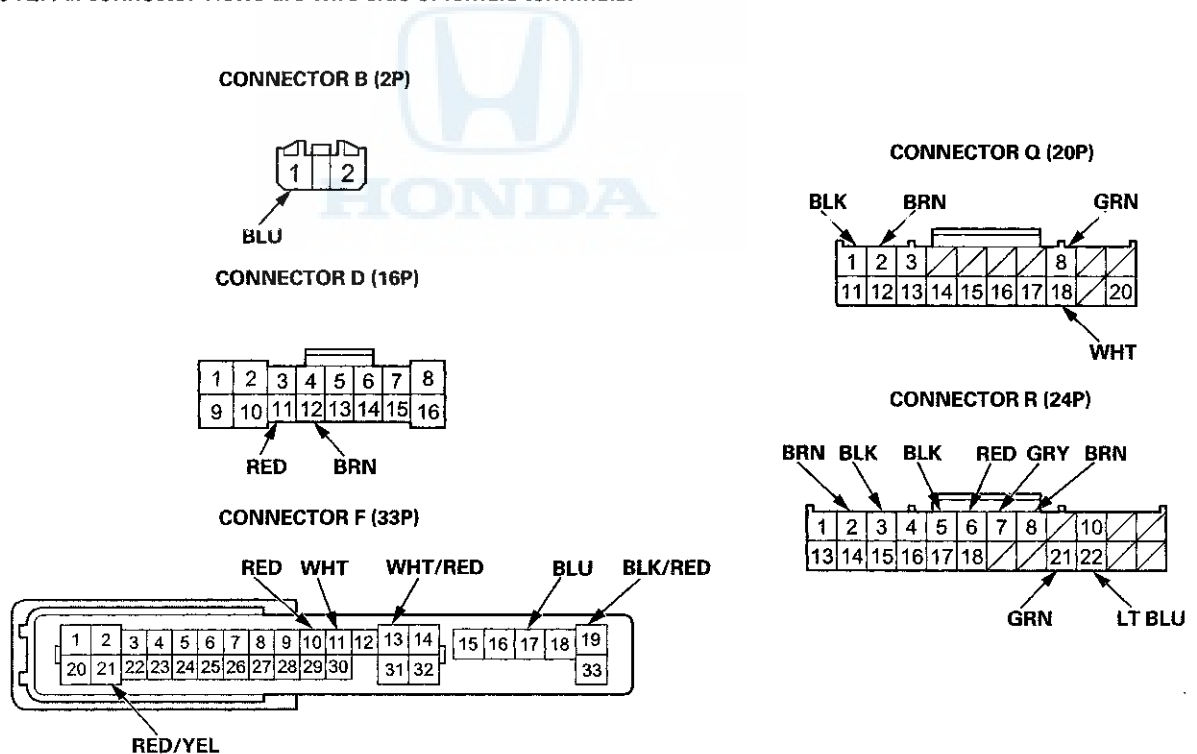 CONNECTOR B (2P)
1 2
BLU
CONNECTOR D (16P)
1 2 3 4 5 6 7 8
9 10 11 12 13 14 15 16
RED BRN
CONNECTOR F (33P)
RED WHT WHT/RED BLU BLK/RED
1 2 3 4 5 6 7 8 9 10 11 12 13 14 15 16 17 18 19
20 21 22 23 24 25 26 27 28 29 30 31 32 33
RED/YEL
HONDA
CONNECTOR Q (20P)
BLK BRN GRN
1 2 3 8
11 12 13 14 15 16 17 18 20
WHT
CONNECTOR R (24P)
BRN BLK BLK RED GRY BRN
1 2 3 4 5 6 7 8 10
13 14 15 16 17 18 21 22
GRN LT BLU